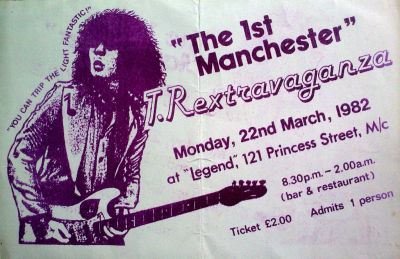 "YOU CAN TRIP THE LIGHT FANTASTIC!"
"The 1st
Manchester"
T.Rextravaganza
Monday, 22nd March, 1982
at "legend", 121 Princess Street, M/c
8.30p.m – 2.00a.m.
(bar & restaurant)
Ticket £2.00 Admits 1 person